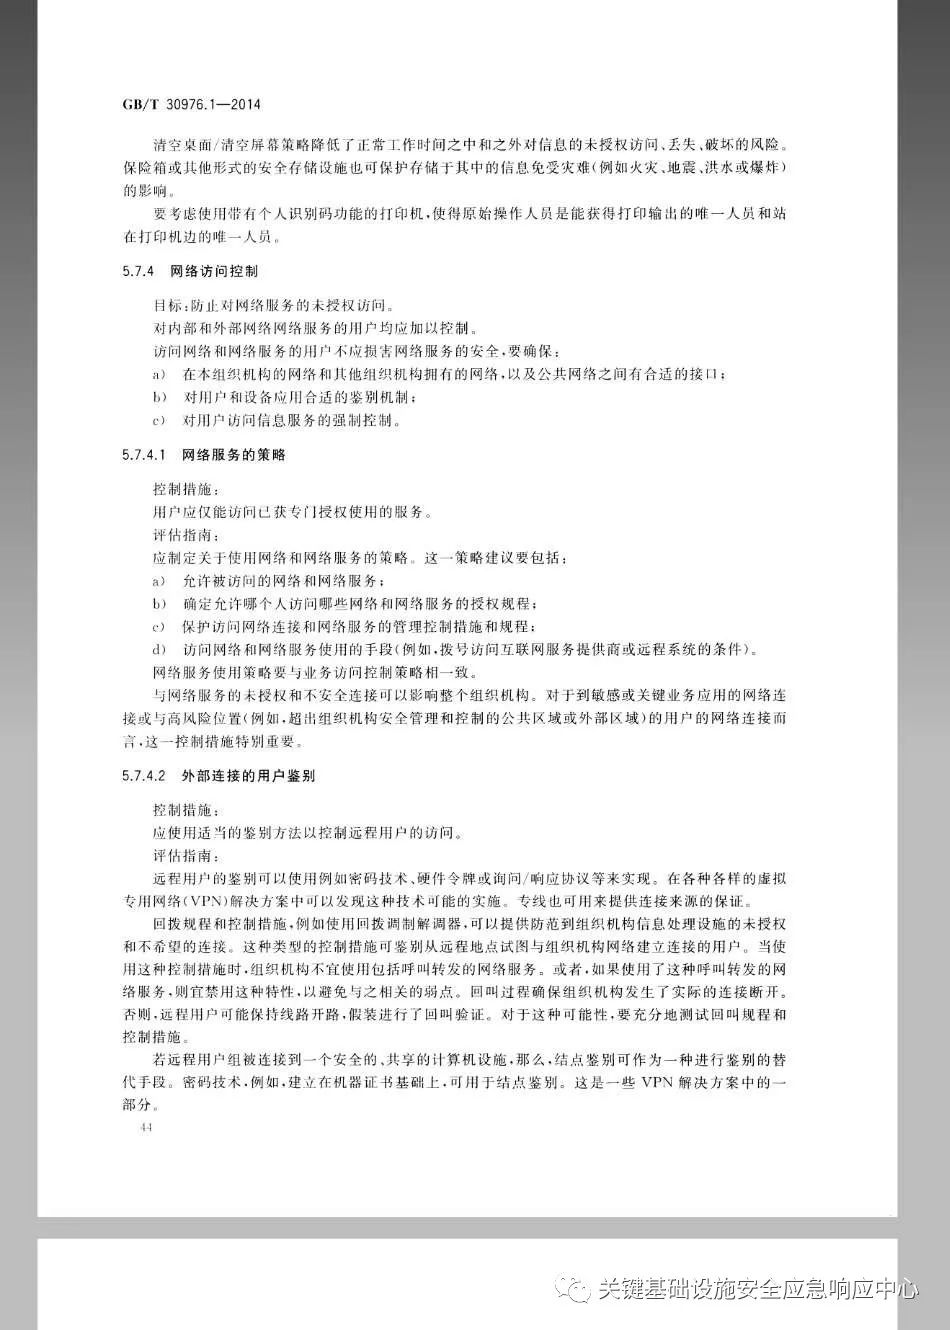 GB/T 30976.1—2014
清空桌面/清空屏幕策略降低了正常工作时间之中和之外对信息的未授权访问、丢失、破坏的风险。
保险箱或其他形式的安全存储设施也可保护存储于其中的信息免受灾难(例如火灾、地震、洪水或爆炸)
的影响。
要考虑使用带有个人识别码功能的打印机,使得原始操作人员是能获得打印输出的唯一人员和站
在打印机边的唯一人员。
5.7.4 网络访问控制
目标:防止对网络服务的未授权访问。
对内部和外部网络网络服务的用户均应加以控制。
访问网络和网络服务的用户不应损害网络服务的安全,要确保:
a) 在本组织机构的网络和其他组织机构拥有的网络,以及公共网络之间有合适的接口;
b) 对用户和设备应用合适的鉴别机制;
c) 对用户访问信息服务的强制控制。
5.7.4.1 网络服务的策略
控制措施:
用户应仅能访问已获专门授权使用的服务。
评估指南:
应制定关于使用网络和网络服务的策略。这一策略建议要包括:
a) 允许被访问的网络和网络服务;
b) 确定允许哪个人访问哪些网络和网络服务的授权规程;
c) 保护访问网络连接和网络服务的管理控制措施和规程;
d) 访问网络和网络服务使用的手段(例如,拨号访问互联网服务提供商或远程系统的条件)。
网络服务使用策略要与业务访问控制策略相一致。
与网络服务的未授权和不安全连接可以影响整个组织机构。对于到敏感或关键业务应用的网络连
接或与高风险位置(例如,超出组织机构安全管理和控制的公共区域或外部区域)的用户的网络连接而
言,这一控制措施特别重要。
5.7.4.2 外部连接的用户鉴别
控制措施:
应使用适当的鉴别方法以控制远程用户的访问。
评估指南:
远程用户的鉴别可以使用例如密码技术、硬件令牌或询问/响应协议等来实现。在各种各样的虚拟
专用网络(VPN)解决方案中可以发现这种技术可能的实施。专线也可用来提供连接来源的保证。
回拨规程和控制措施,例如使用回拨调制解调器,可以提供防范到组织机构信息处理设施的未授权
和不希望的连接。这种类型的控制措施可鉴别从远程地点试图与组织机构网络建立连接的用户。当使
用这种控制措施时,组织机构不宜使用包括呼叫转发的网络服务。或者,如果使用了这种呼叫转发的网
络服务,则宜禁用这种特性,以避免与之相关的弱点。回叫过程确保组织机构发生了实际的连接断开。
否则,远程用户可能保持线路开路,假装进行了回叫验证。对于这种可能性,要充分地测试回叫规程和
控制措施。
若远程用户组被连接到一个安全的、共享的计算机设施,那么,结点鉴别可作为一种进行鉴别的替
代手段。密码技术,例如,建立在机器证书基础上,可用于结点鉴别。这是一些 VPN 解决方案中的一
部分。
44
关键基础设施安全应急响应中心